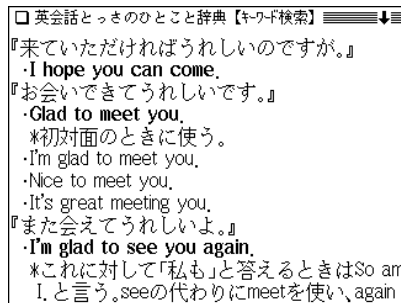 英会話とっさのひとこと辞典【キーワード検索】
『来ていただければうれしいのですが。』
·I hope you can come.
『お会いできてうれしいです。』
·Glad to meet you.
*初対面のときに使う。
·I'm glad to meet you.
·Nice to meet you.
·It's great meeting you.
『また会えてうれしいよ。』
·I'm glad to see you again.
*これに対して「私も」と答えるときはSo am
I. と言う。seeの代わりにmeetを使い、again